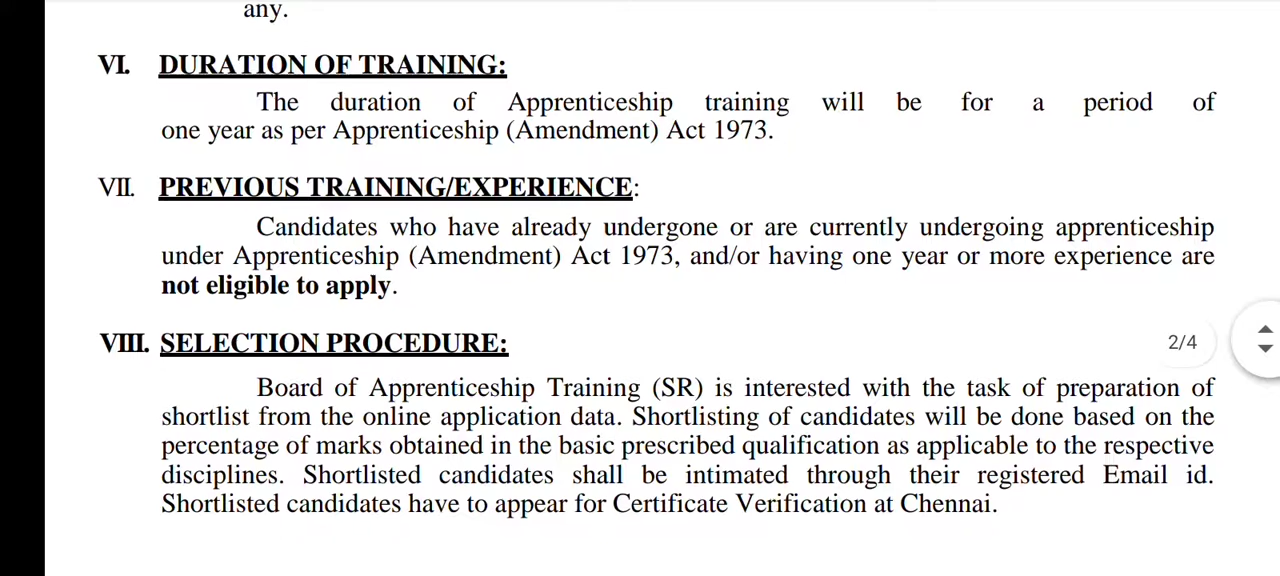 any.
VI. DURATION OF TRAINING:
The duration of Apprenticeship training will be for a period of
one year as per Apprenticeship (Amendment) Act 1973.
VII. PREVIOUS TRAINING/EXPERIENCE:
Candidates who have already undergone or are currently undergoing apprenticeship
under Apprenticeship (Amendment) Act 1973, and/or having one year or more experience are
not eligible to apply.
VIII. SELECTION PROCEDURE:
2/4
Board of Apprenticeship Training (SR) is interested with the task of preparation of
shortlist from the online application data. Shortlisting of candidates will be done based on the
percentage of marks obtained in the basic prescribed qualification as applicable to the respective
disciplines. Shortlisted candidates shall be intimated through their registered Email id.
Shortlisted candidates have to appear for Certificate Verification at Chennai.